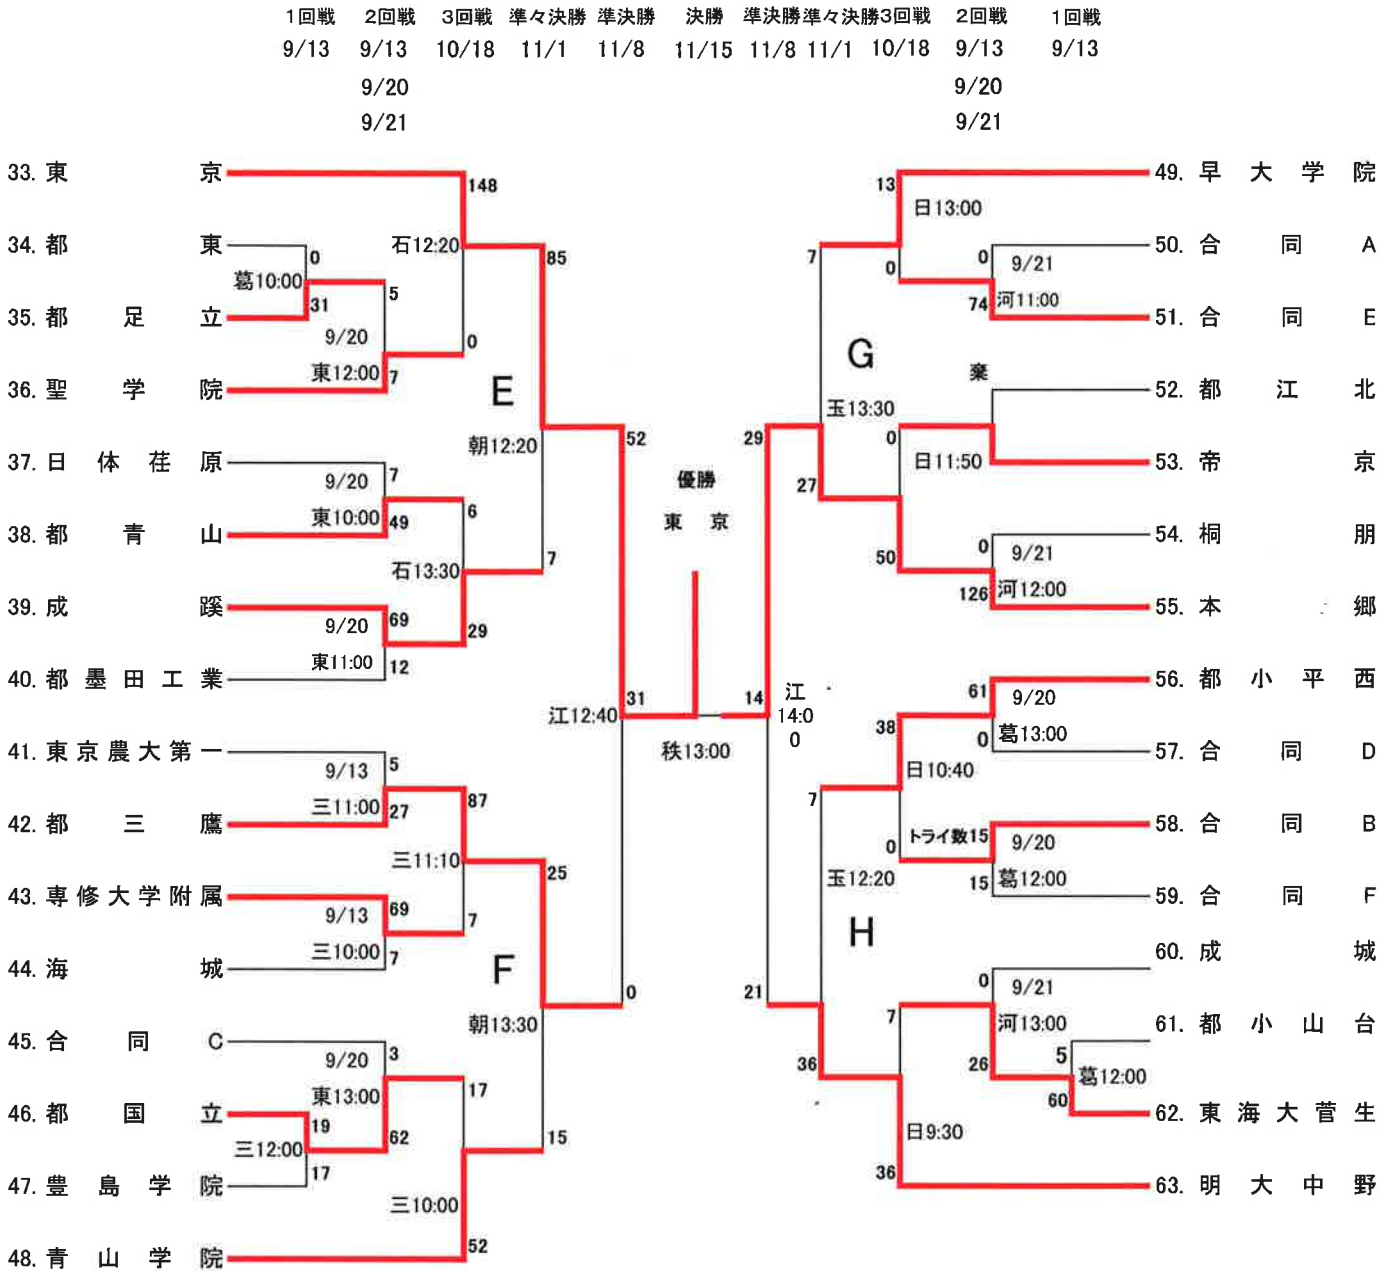 1回戦 2回戦 3回戦 準々決勝 準決勝 決勝 準決勝 準々決勝 3回戦 2回戦 1回戦
9/13 9/13 10/18 11/1 11/8 11/15 11/8 11/1 10/18 9/13 9/13
9/20 9/20
9/21 9/21
33. 東京
148
34. 都東
0
石12:20
85
葛10:00
5
35. 都足立
31
9/20
0
東12:00
7
36. 聖学院
E
朝12:20
52
37. 日体荏原
7
9/20
東10:00
49
6
38. 都青山
7
石13:30
39. 成蹊
69
29
9/20
東11:00
12
40. 都墨田工業
江12:40
31
41. 東京農大第一
5
9/13
三11:00
27
87
42. 都三鷹
三11:10
25
43. 専修大学附属
69
7
9/13
三10:00
7
44. 海城
F
0
朝13:30
45. 合同C
3
9/20
東13:00
17
46. 都国立
19
62
15
三12:00
17
47. 豊島学院
三10:00
52
48. 青山学院
優勝
東京
秩13:00
13
49. 早大学院
日13:00
7
0
0
9/21
50. 合同A
74
河11:00
51. 合同E
G
棄
52. 都江北
玉13:30
29
0
日11:50
53. 帝京
27
50
0
9/21
54. 桐朋
126
河12:00
55. 本郷
61
9/20
56. 都小平西
14
江
14:0
0
38
0
葛13:00
57. 合同D
日10:40
7
0
トライ数15
9/20
58. 合同B
玉12:20
15
葛12:00
59. 合同F
H
60. 成城
0
9/21
21
7
河13:00
61. 都小山台
36
26
5
葛12:00
60
62. 東海大菅生
日9:30
36
63. 明大中野